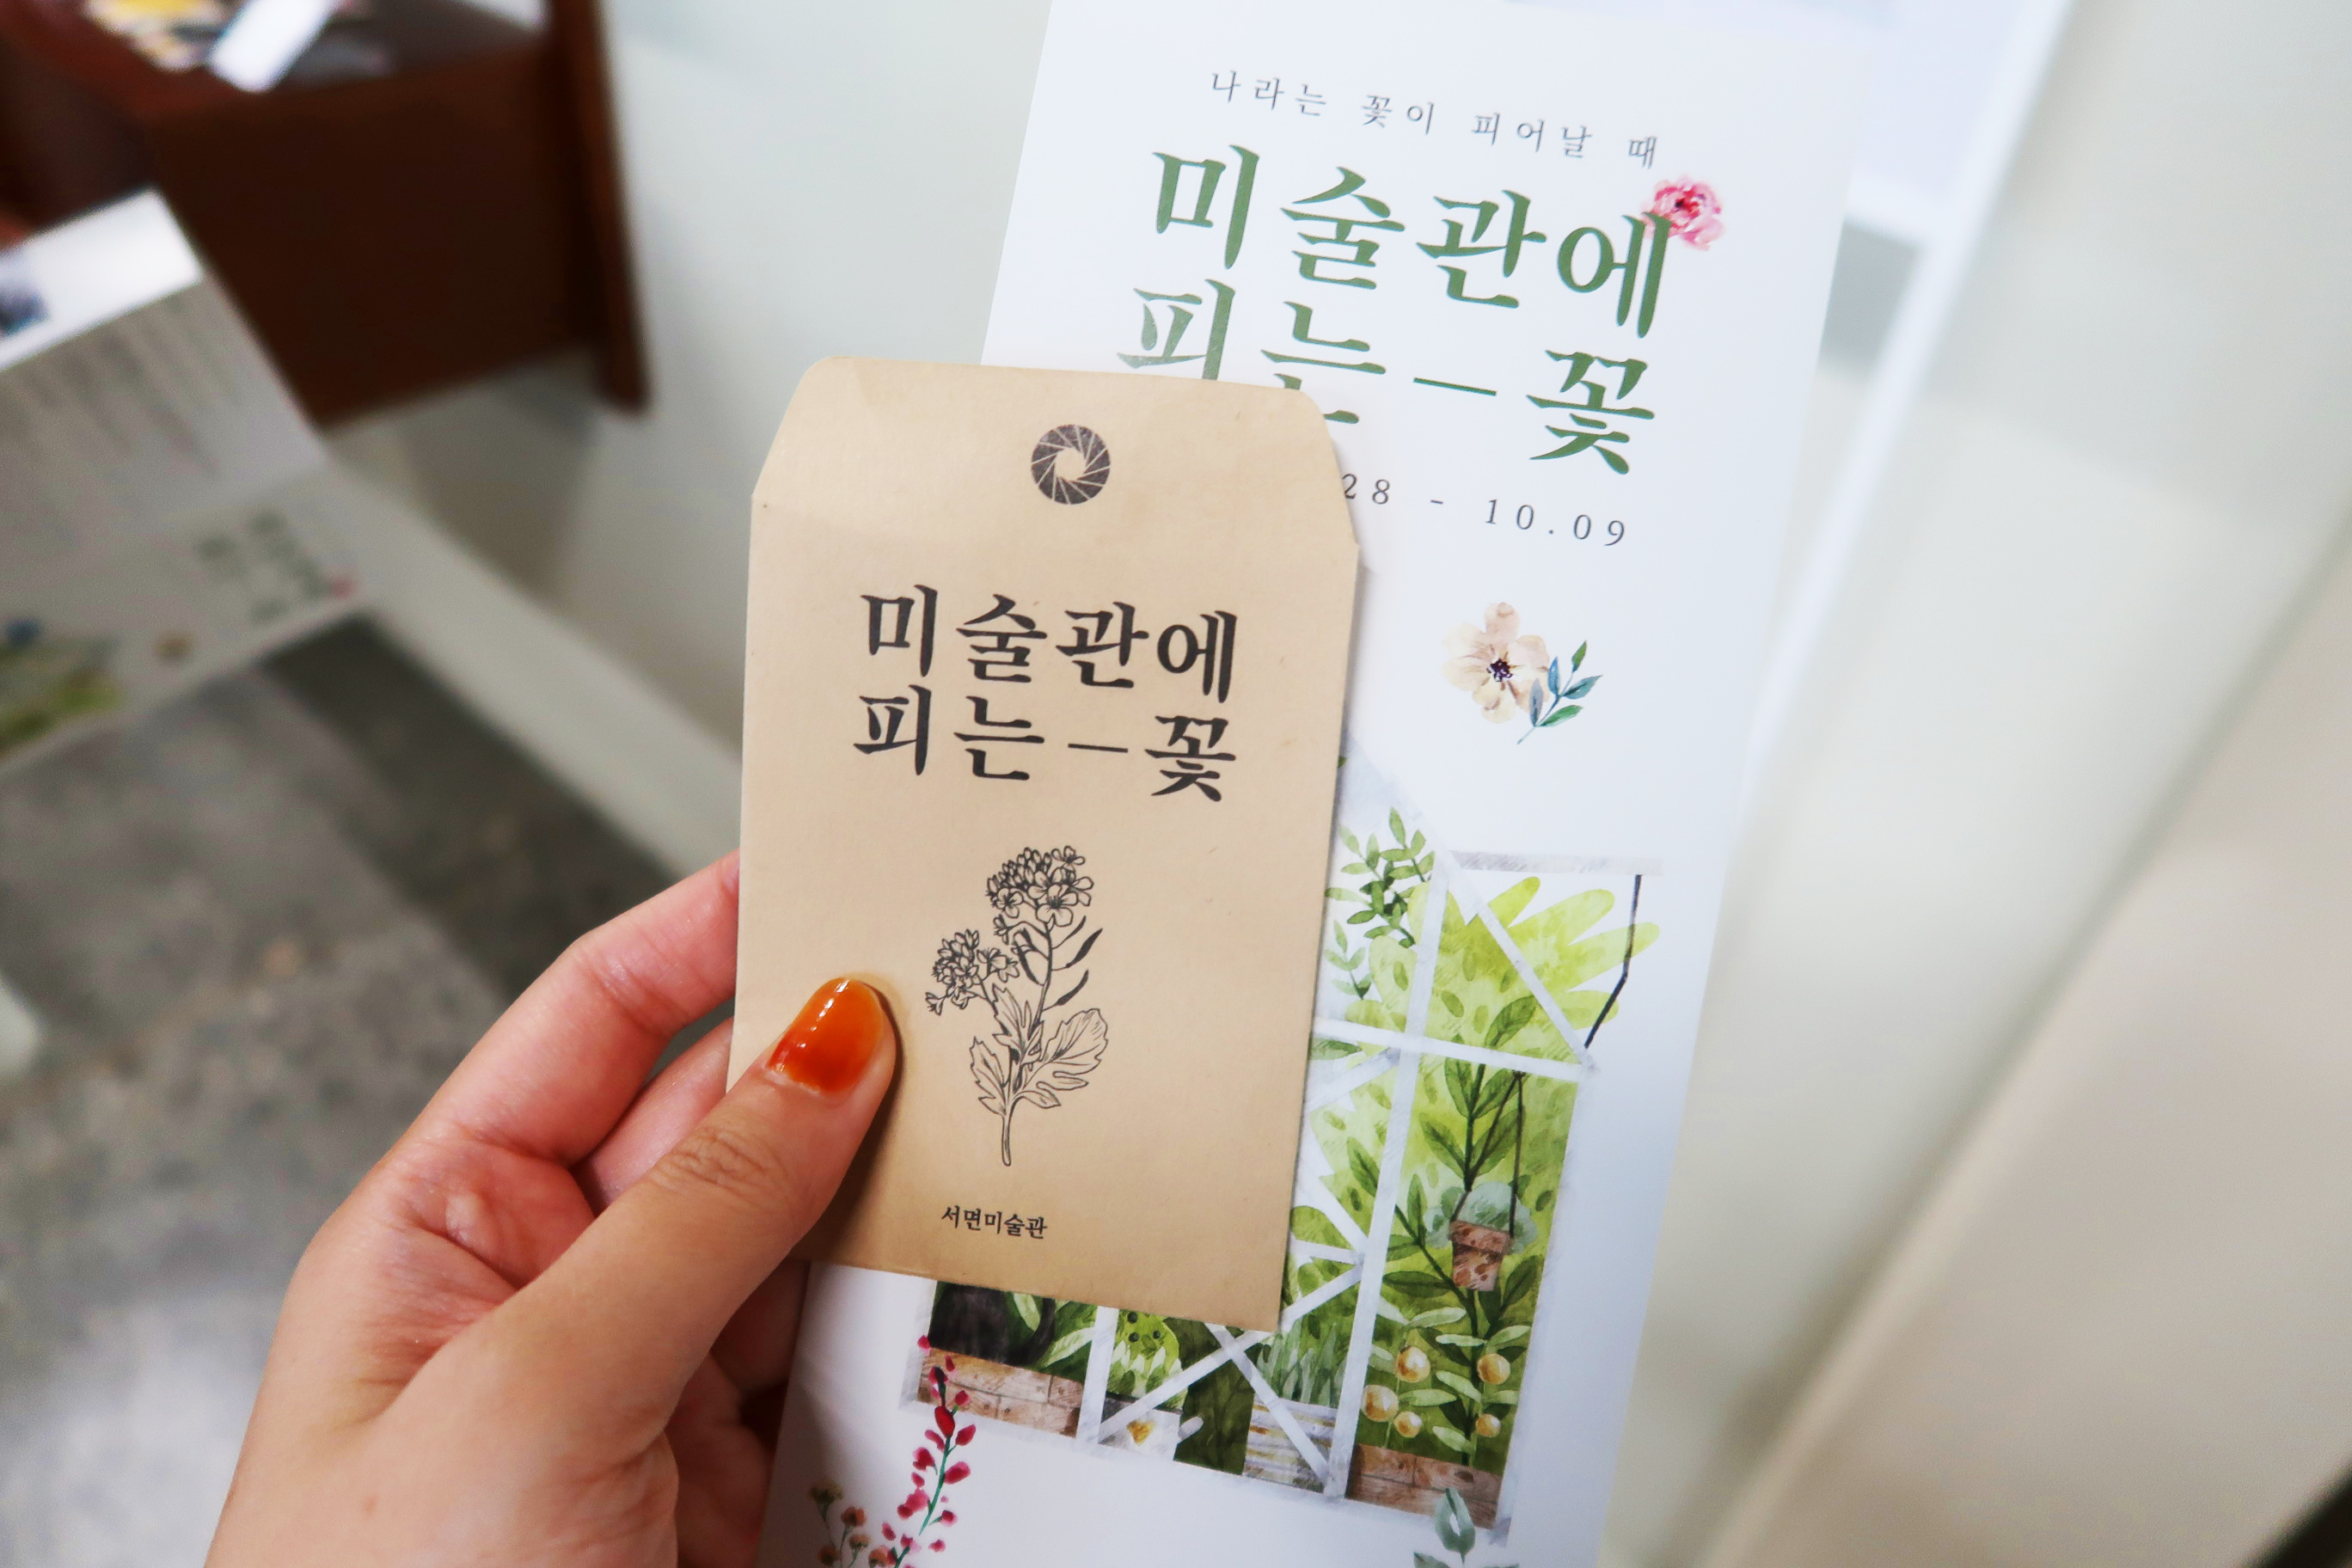 나라는 꽃이 피어날 때
미술관에
피는 – 꽃
28 - 10.09
미술관에
피는 – 꽃
서면미술관